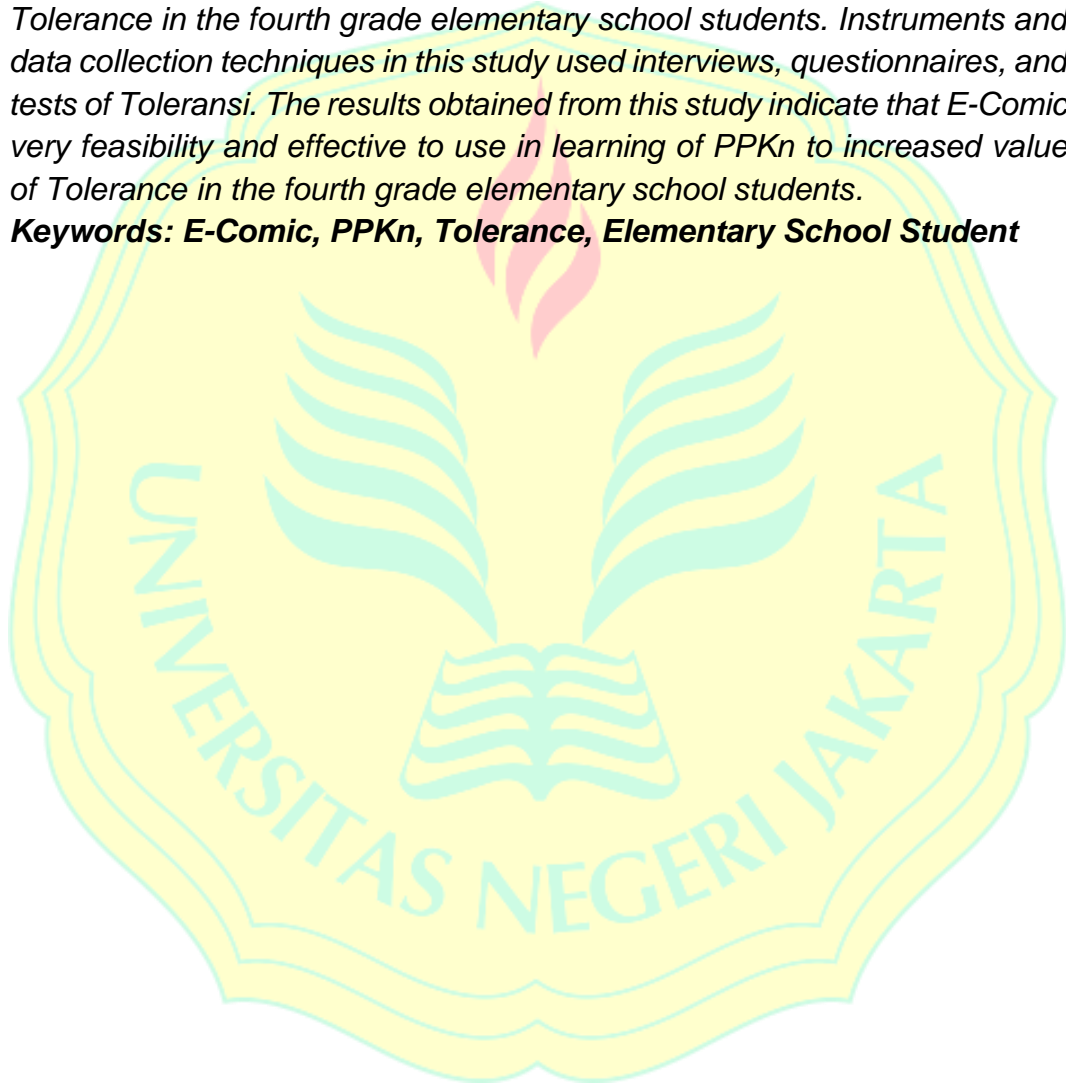 Tolerance in the fourth grade elementary school students. Instruments and
data collection techniques in this study used interviews, questionnaires, and
tests of Toleransi. The results obtained from this study indicate that E-Comic
very feasibility and effective to use in learning of PPKn to increased value
of Tolerance in the fourth grade elementary school students.
Keywords: E-Comic, PPKn, Tolerance, Elementary School Student
UNIVERSITAS NEGERI JAKARTA